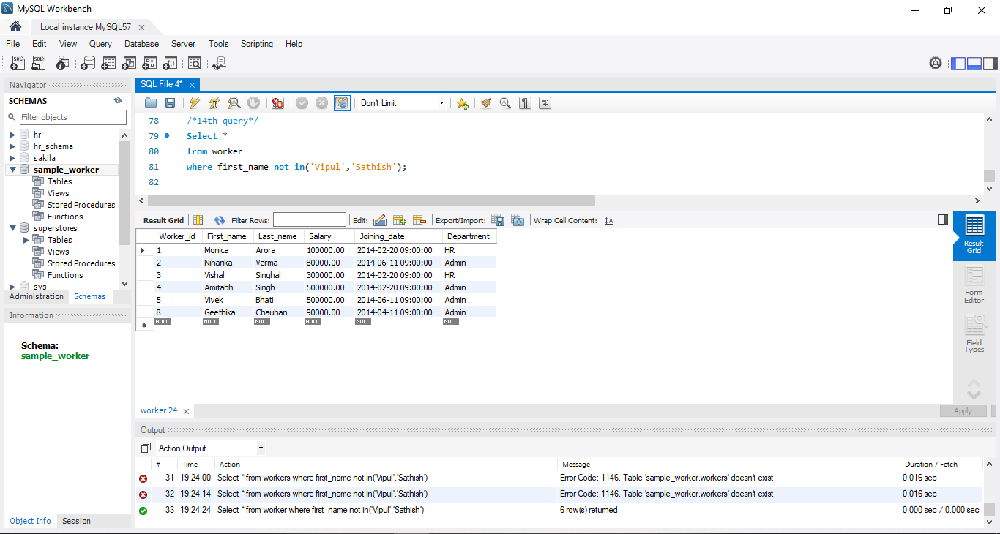 MySQL Workbench
Local instance MySQL57
File Edit View Query Database Server Tools Scripting Help
Navigator
SCHEMAS
Filter objects
hr
hr_schema
sakila
sample_worker
Tables
Views
Stored Procedures
Functions
superstores
Tables
Views
Stored Procedures
Functions
sys
Administration Schemas
Information
Schema:
sample_worker
Object Info Session
SQL File 4*
Don't Limit
78 /*14th query*/
79 Select *
80 from worker
81 where first_name not in('Vipul','Sathish');
82
Result Grid Filter Rows: Edit: Export/Import: Wrap Cell Content: IA
Worker_id First_name Last_name Salary Joining_date Department
1 Monica Arora 100000.00 2014-02-20 09:00:00 HR
2 Niharika Verma 80000.00 2014-06-11 09:00:00 Admin
3 Vishal Singhal 300000.00 2014-02-20 09:00:00 HR
4 Amitabh Singh 500000.00 2014-02-20 09:00:00 Admin
5 Vivek Bhati 500000.00 2014-06-11 09:00:00 Admin
8 Geethika Chauhan 90000.00 2014-04-11 09:00:00 Admin
NULL NULL NULL NULL NULL NULL
Result
Grid
Form
Editor
Field
Types
worker 24
Apply
Output
Action Output
# Time Action Message Duration / Fetch
31 19:24:00 Select * from workers where first_name not in('Vipul','Sathish') Error Code: 1146. Table 'sample_worker.workers' doesn't exist 0.016 sec
32 19:24:14 Select * from workers where first_name not in('Vipul','Sathish') Error Code: 1146. Table 'sample_worker.workers' doesn't exist 0.016 sec
33 19:24:24 Select * from worker where first_name not in('Vipul','Sathish') 6 row(s) returned 0.000 sec / 0.000 sec